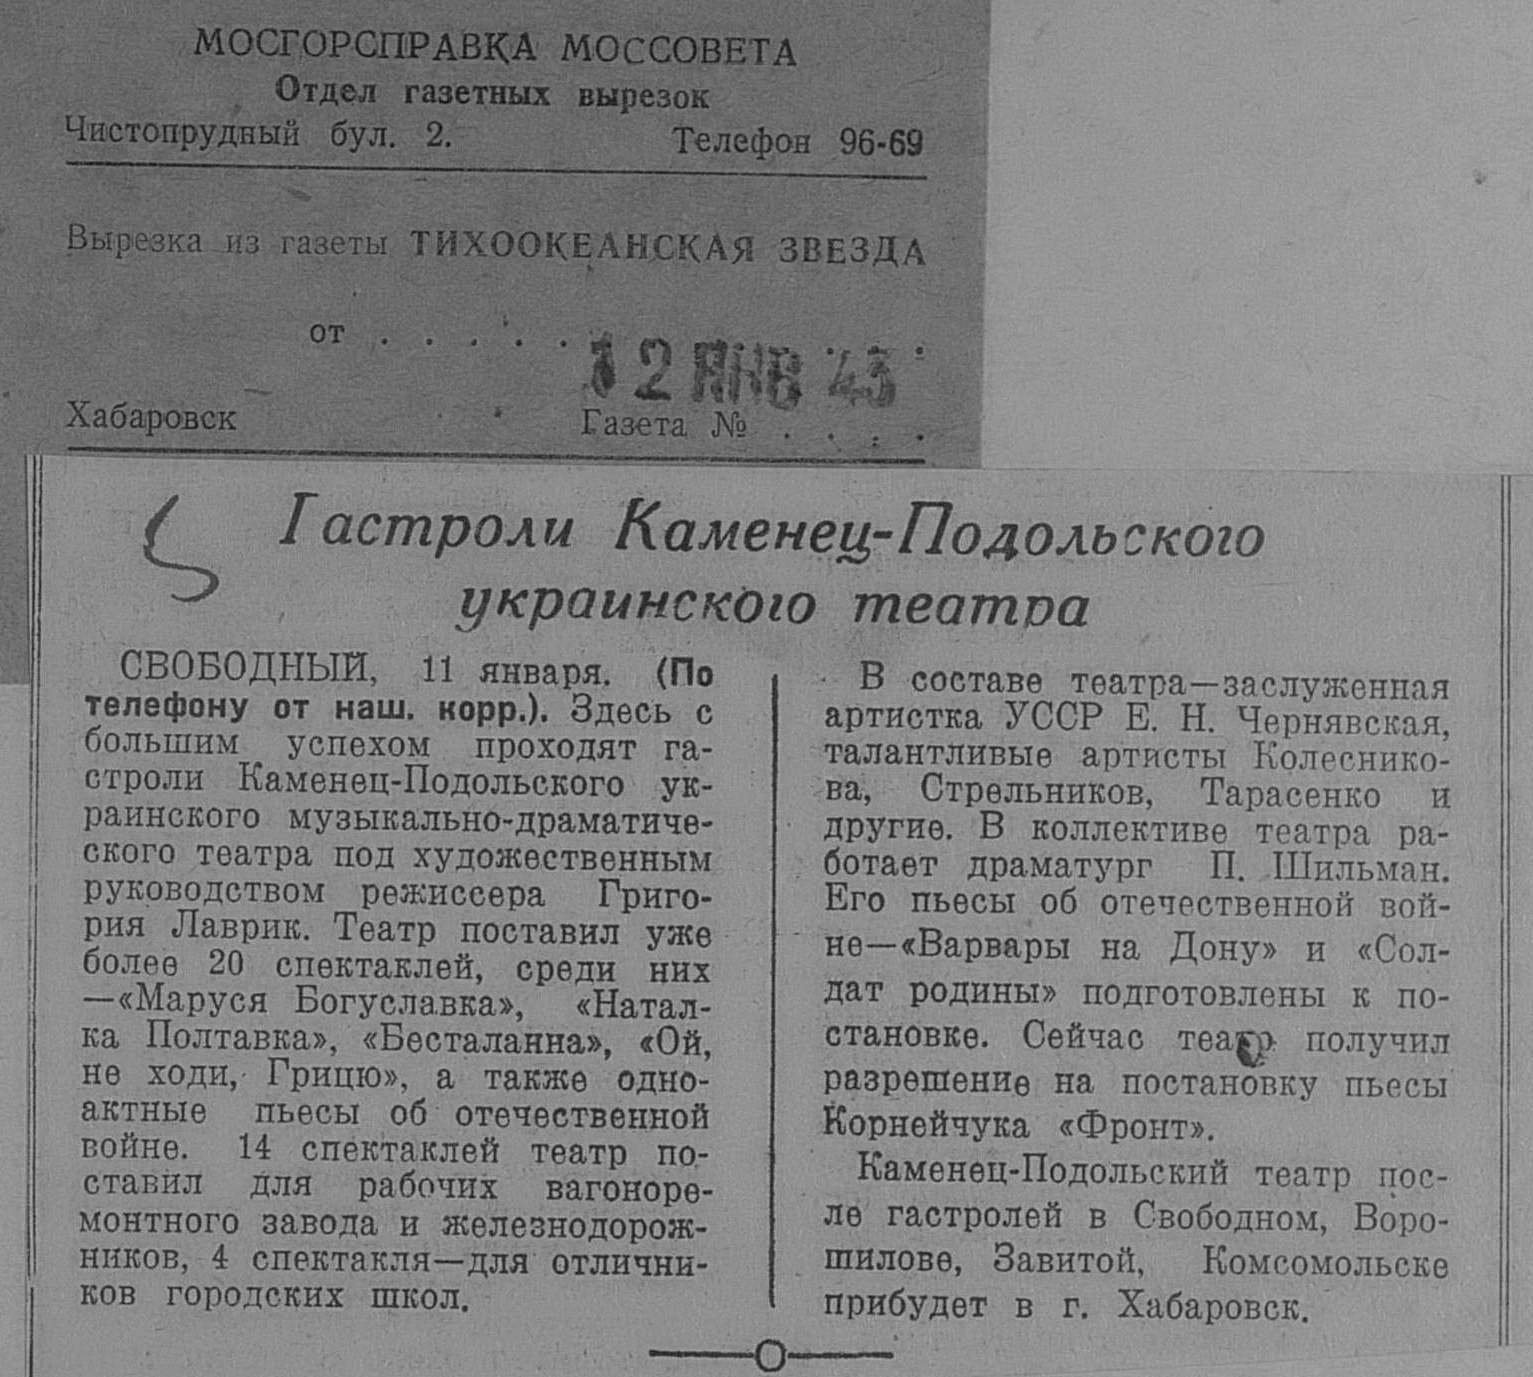 МОСГОРСПРАВКА МОССОВЕТА
Отдел газетных вырезок
Чистопрудный бул. 2. Телефон 96-69
Вырезка из газеты ТИХООКЕАНСКАЯ ЗВЕЗДА
от . . . . .
12 ЯНВ 43
Хабаровск Газета № . . . .
Гастроли Каменец-Подольского
украинского театра
СВОБОДНЫЙ, 11 января. (По
телефону от наш. корр.). Здесь с
большим успехом проходят га-
строли Каменец-Подольского ук-
раинского музыкально-драматиче-
ского театра под художественным
руководством режиссера Григо-
рия Лаврик. Театр поставил уже
более 20 спектаклей, среди них
—«Маруся Богуславка», «Натал-
ка Полтавка», «Бесталанна», «Ой,
не ходи, Грицю», а также одно-
актные пьесы об отечественной
войне. 14 спектаклей театр по-
ставил для рабочих вагоноре-
монтного завода и железнодорож-
ников, 4 спектакля—для отлични-
ков городских школ.
В составе театра—заслуженная
артистка УССР Е. Н. Чернявская,
талантливые артисты Колеснико-
ва, Стрельников, Тарасенко и
другие. В коллективе театра ра-
ботает драматург П. Шильман.
Его пьесы об отечественной вой-
не—«Варвары на Дону» и «Сол-
дат родины» подготовлены к по-
становке. Сейчас театр получил
разрешение на постановку пьесы
Корнейчука «Фронт».
Каменец-Подольский театр пос-
ле гастролей в Свободном, Воро-
шилове, Завитой, Комсомольске
прибудет в г. Хабаровск.